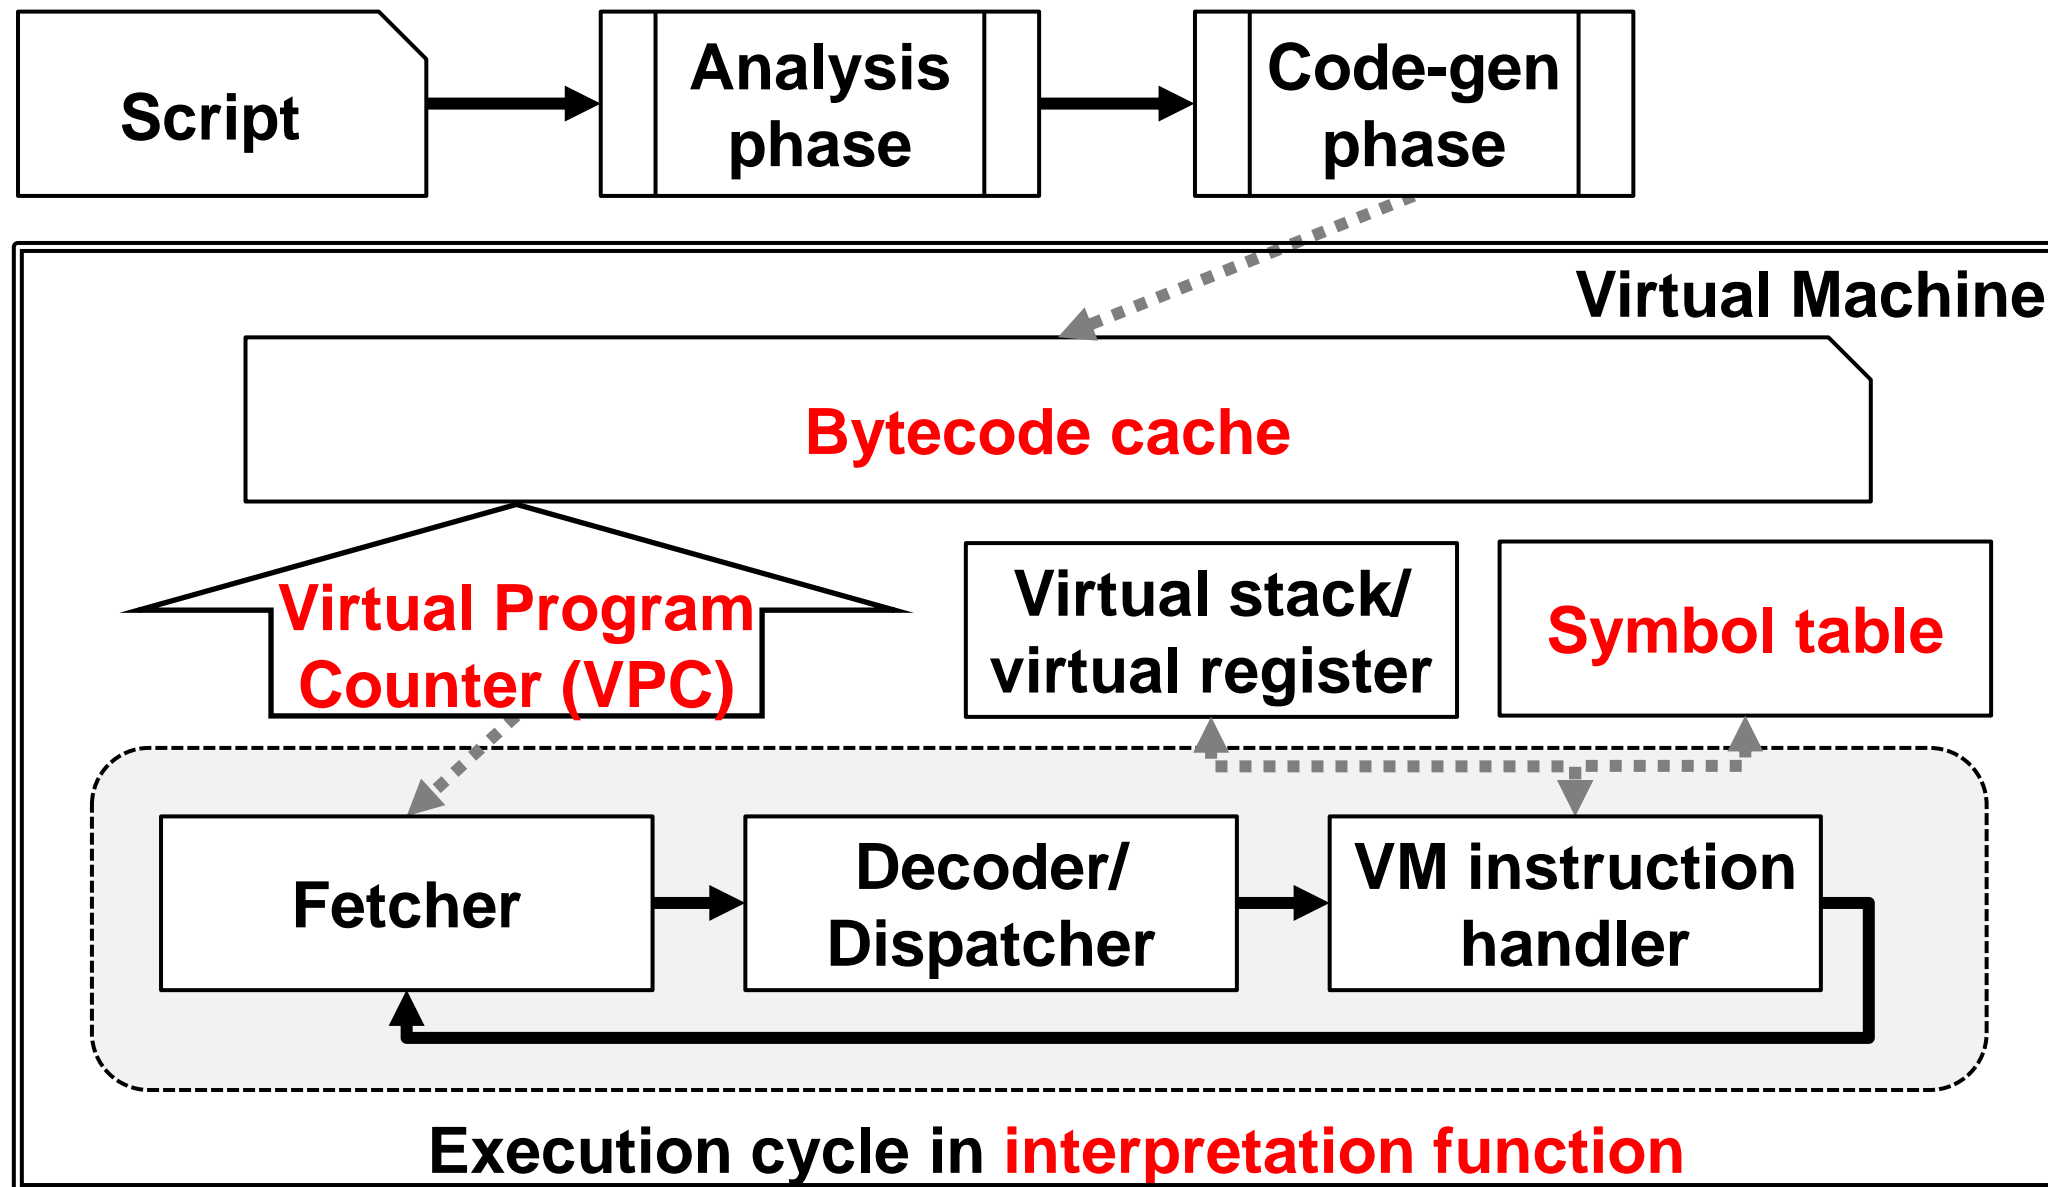 Script
Analysis
phase
Code-gen
phase
Virtual Machine
Bytecode cache
Virtual Program
Counter (VPC)
Virtual stack/
virtual register
Symbol table
Fetcher
Decoder/
Dispatcher
VM instruction
handler
Execution cycle in interpretation function